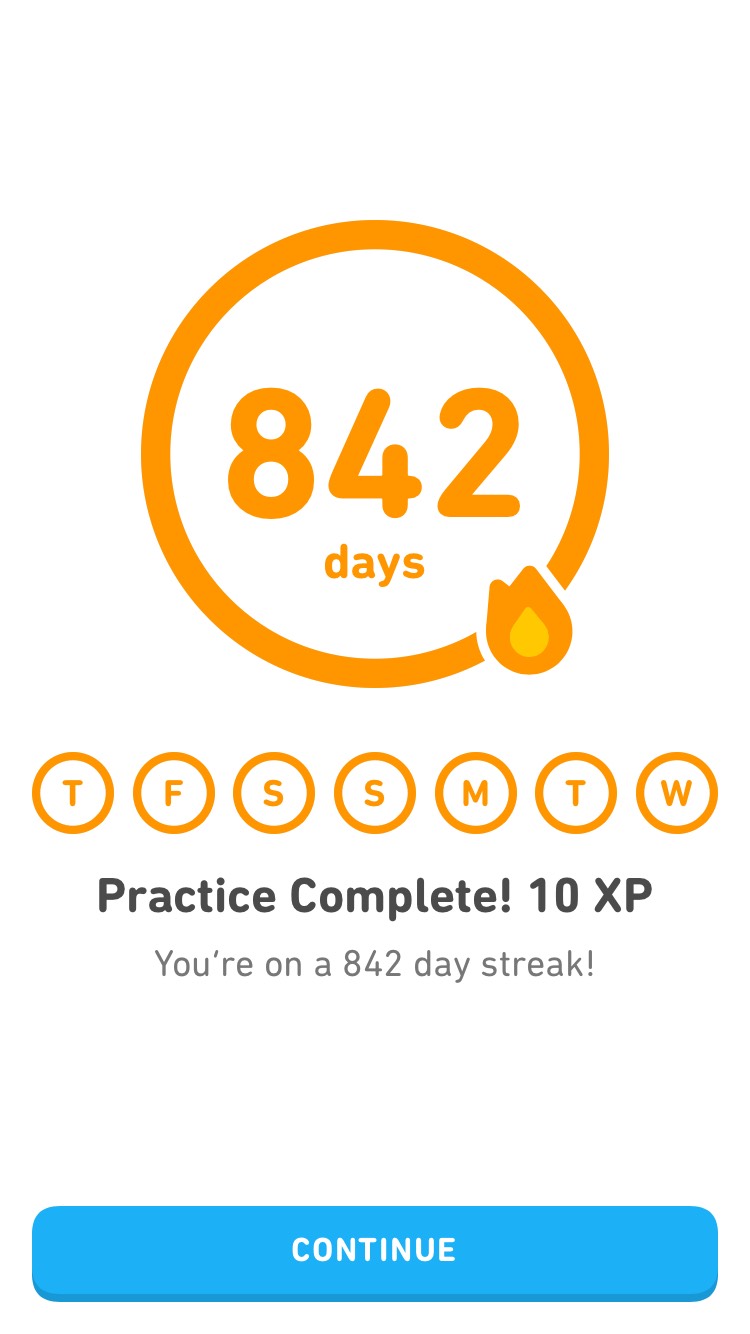 842
days
T F S S M T W
Practice Complete! 10 XP
You‘re on a 842 day streak!
CONTINUE